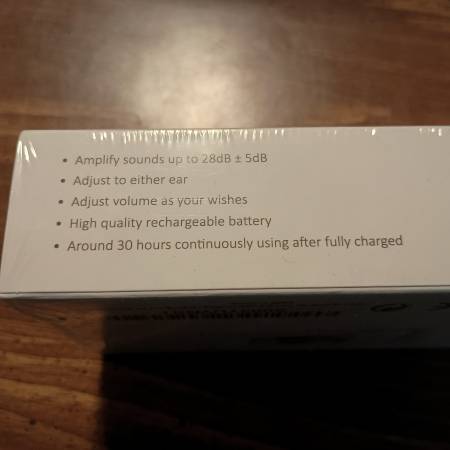 • Amplify sounds up to 28dB ± 5dB
• Adjust to either ear
• Adjust volume as your wishes
• High quality rechargeable battery
• Around 30 hours continuously using after fully charged